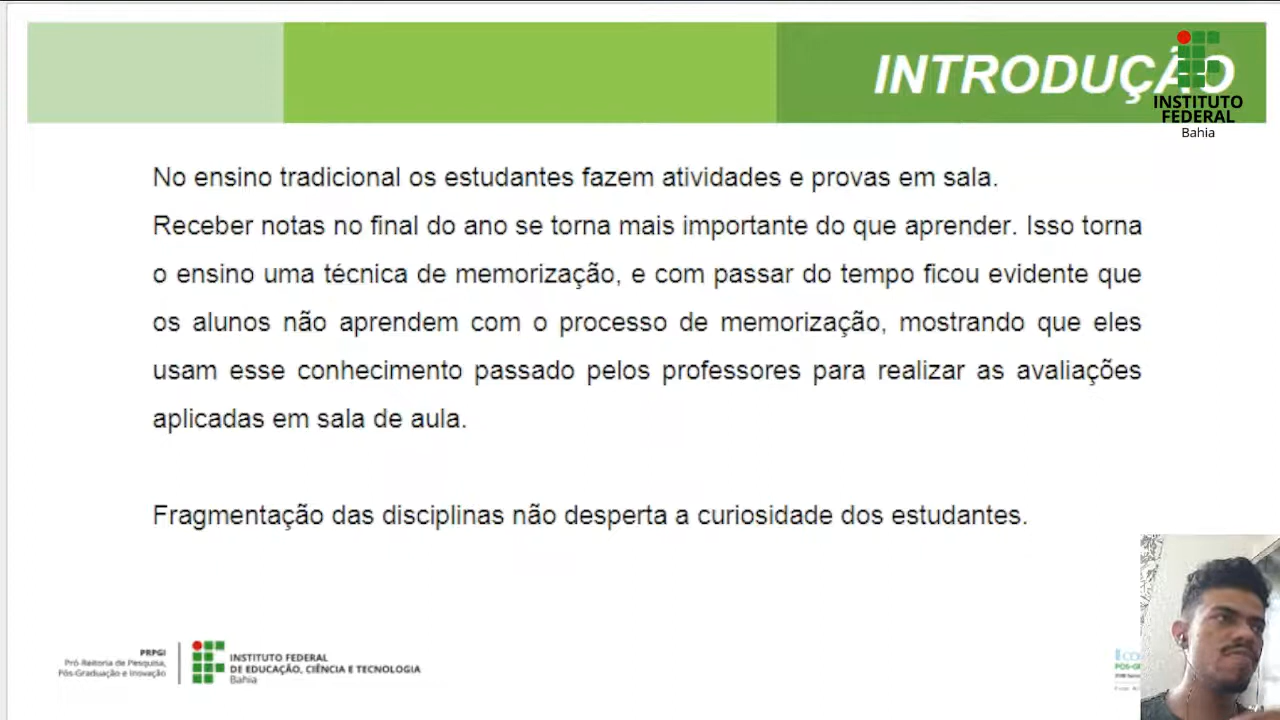 INTRODUÇÃO
INSTITUTO
FEDERAL
Bahia
No ensino tradicional os estudantes fazem atividades e provas em sala.
Receber notas no final do ano se torna mais importante do que aprender. Isso torna
o ensino uma técnica de memorização, e com passar do tempo ficou evidente que
os alunos não aprendem com o processo de memorização, mostrando que eles
usam esse conhecimento passado pelos professores para realizar as avaliações
aplicadas em sala de aula.
Fragmentação das disciplinas não desperta a curiosidade dos estudantes.
PRPGI
Pró-Reitoria de Pesquisa,
Pós-Graduação e Inovação
INSTITUTO FEDERAL
DE EDUCAÇÃO, CIÊNCIA E TECNOLOGIA
Bahia